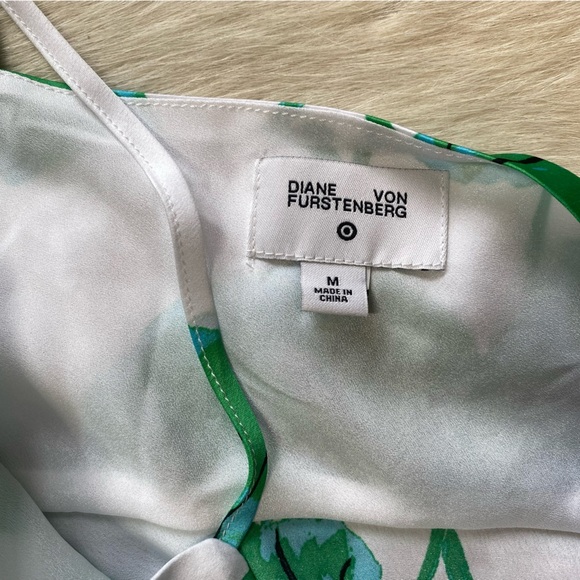 DIANE VON
FURSTENBERG
M
MADE IN
CHINA